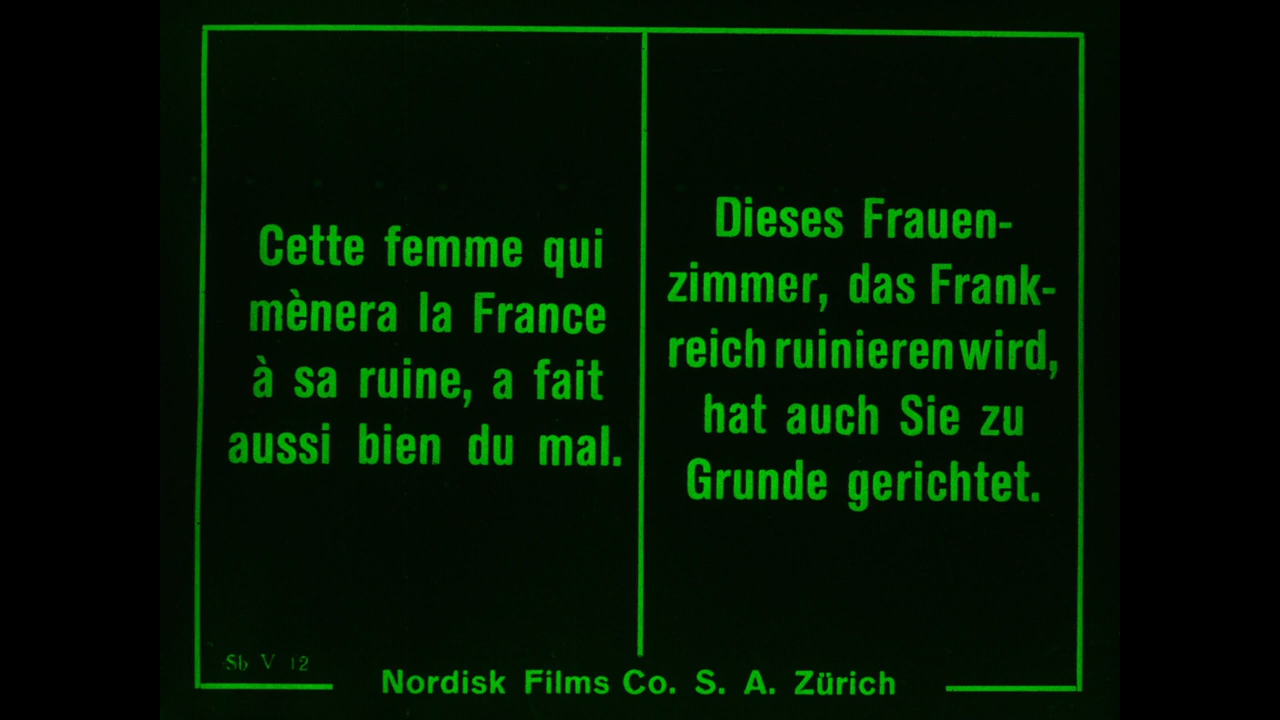 Cette femme qui
mènera la France
à sa ruine, a fait
aussi bien du mal.
Dieses Frauen-
zimmer, das Frank-
reich ruinieren wird,
hat auch Sie zu
Grunde gerichtet.
Sb V 12
Nordisk Films Co. S. A. Zürich